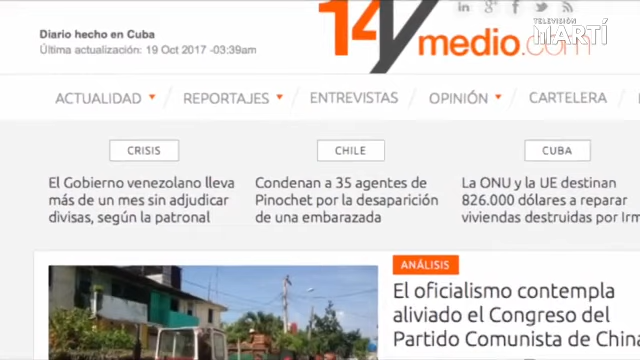 14ymedio.com
TELEVISIÓN
MARTÍ
Diario hecho en Cuba
Última actualización: 19 Oct 2017 -03:39am
ACTUALIDAD
REPORTAJES
ENTREVISTAS
OPINIÓN
CARTELERA
CRISIS
El Gobierno venezolano lleva
más de un mes sin adjudicar
divisas, según la patronal
CHILE
Condenan a 35 agentes de
Pinochet por la desaparición
de una embarazada
CUBA
La ONU y la UE destinan
826.000 dólares a reparar
viviendas destruidas por Irm
ANÁLISIS
El oficialismo contempla
aliviado el Congreso del
Partido Comunista de China